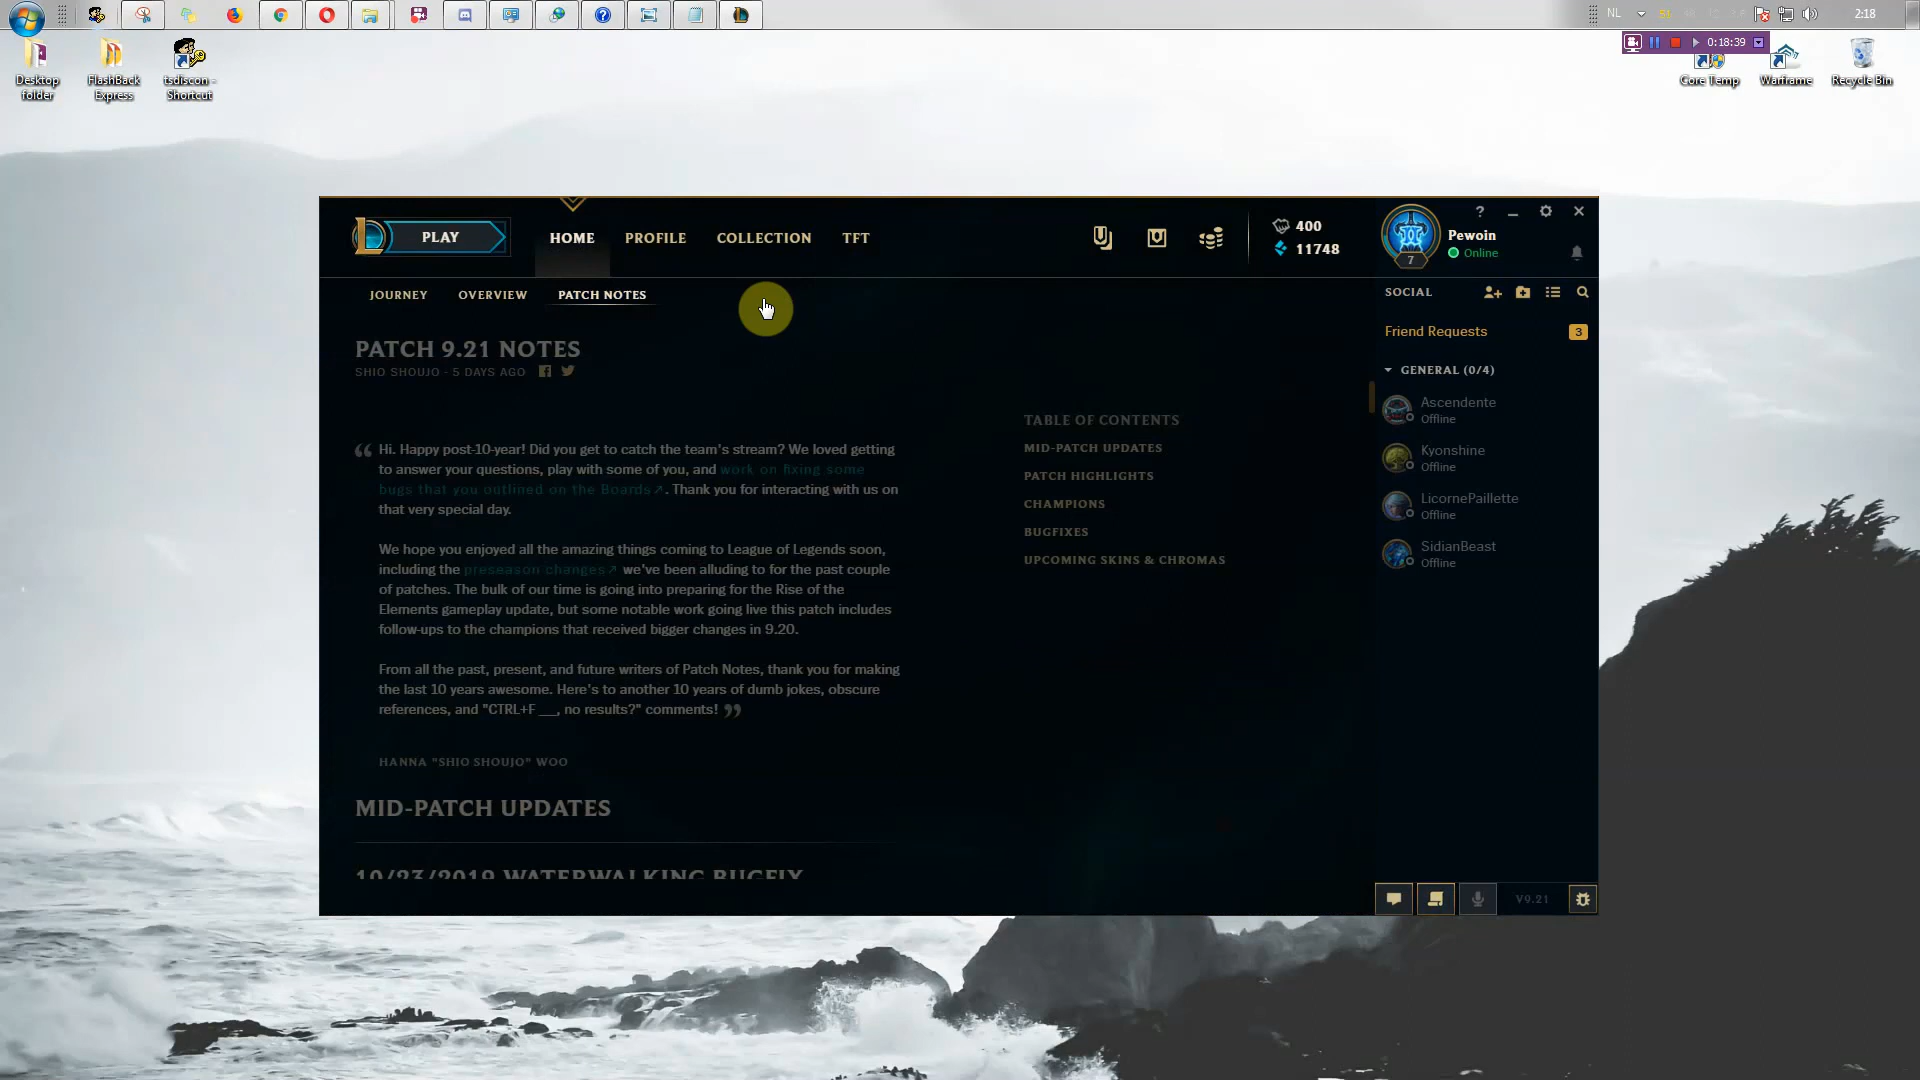 NL
2:18
0:18:39
Desktop folder
FlashBack Express
tsdiscon - Shortcut
Core Temp
Warframe
Recycle Bin
PLAY
HOME
PROFILE
COLLECTION
TFT
400
11748
7
?
Pewoin
Online
JOURNEY
OVERVIEW
PATCH NOTES
SOCIAL
Friend Requests
3
GENERAL (0/4)
Ascendente
Offline
Kyonshine
Offline
LicornePaillette
Offline
SidianBeast
Offline
PATCH 9.21 NOTES
SHIO SHOUJO - 5 DAYS AGO
“ Hi. Happy post-10-year! Did you get to catch the team's stream? We loved getting
to answer your questions, play with some of you, and work on fixing some
bugs that you outlined on the Boards↗. Thank you for interacting with us on
that very special day.
We hope you enjoyed all the amazing things coming to League of Legends soon,
including the preseason changes↗ we've been alluding to for the past couple
of patches. The bulk of our time is going into preparing for the Rise of the
Elements gameplay update, but some notable work going live this patch includes
follow-ups to the champions that received bigger changes in 9.20.
From all the past, present, and future writers of Patch Notes, thank you for making
the last 10 years awesome. Here's to another 10 years of dumb jokes, obscure
references, and "CTRL+F __, no results?" comments! ”
HANNA "SHIO SHOUJO" WOO
MID-PATCH UPDATES
10/23/2019 WATERWALKING BUGFIX
TABLE OF CONTENTS
MID-PATCH UPDATES
PATCH HIGHLIGHTS
CHAMPIONS
BUGFIXES
UPCOMING SKINS & CHROMAS
V9.21